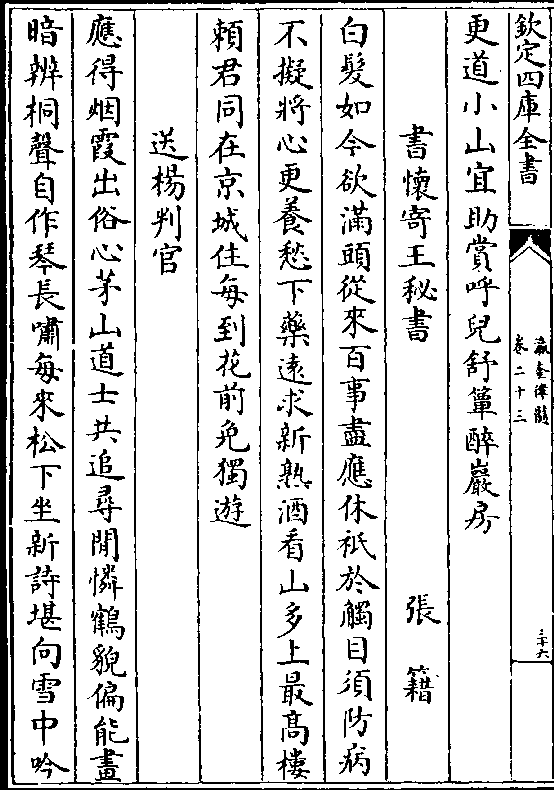 欽定四庫全書
瀛奎律髓
卷二十三
三十六
更道小山宜助賞呼兒舒簟醉巖房
書懷寄王秘書　張籍
白髮如今欲滿頭從來百事盡應休秖於觸目須防病
不擬將心更養愁下藥遠求新熟酒看山多上最高樓
頼君同在京城住每到花前免獨遊
送楊判官
應得烟霞出俗心茅山道士共追尋閒憐鶴貌偏能畫
暗辨桐聲自作琴長嘯每來松下坐新詩堪向雪中吟